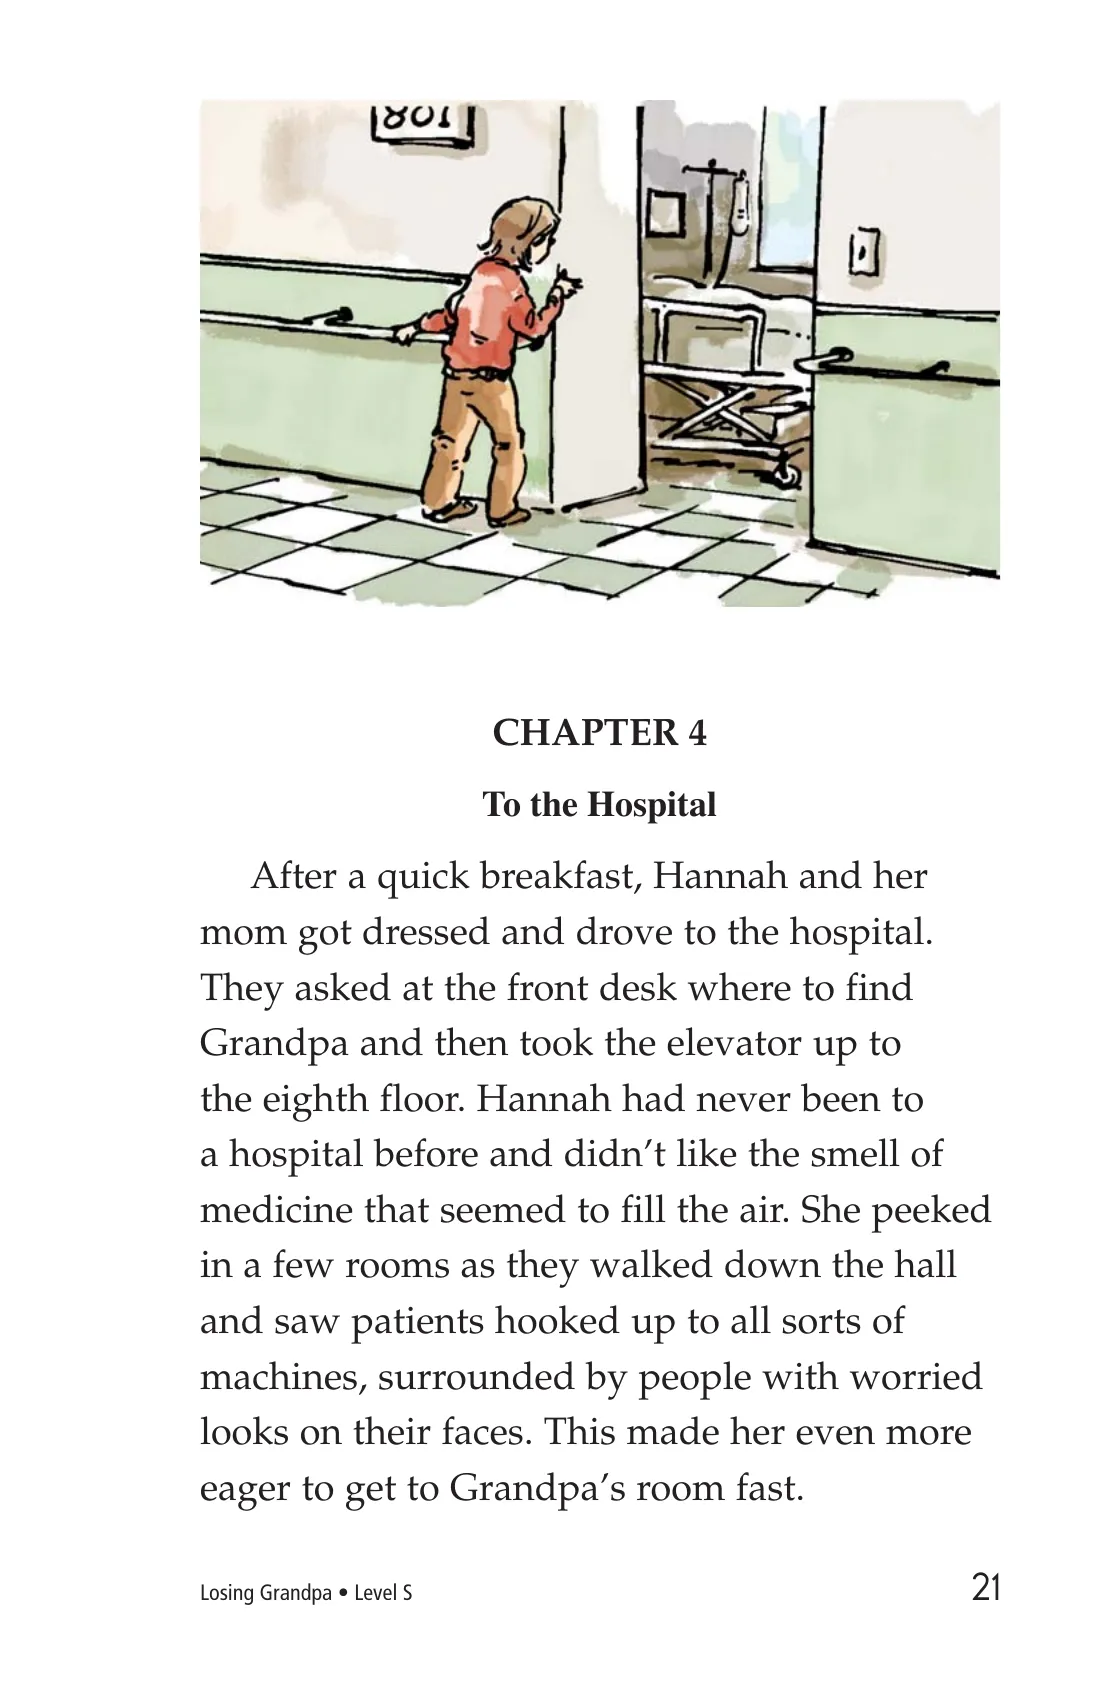 801
CHAPTER 4
To the Hospital
After a quick breakfast, Hannah and her
mom got dressed and drove to the hospital.
They asked at the front desk where to find
Grandpa and then took the elevator up to
the eighth floor. Hannah had never been to
a hospital before and didn’t like the smell of
medicine that seemed to fill the air. She peeked
in a few rooms as they walked down the hall
and saw patients hooked up to all sorts of
machines, surrounded by people with worried
looks on their faces. This made her even more
eager to get to Grandpa’s room fast.
Losing Grandpa • Level S
21